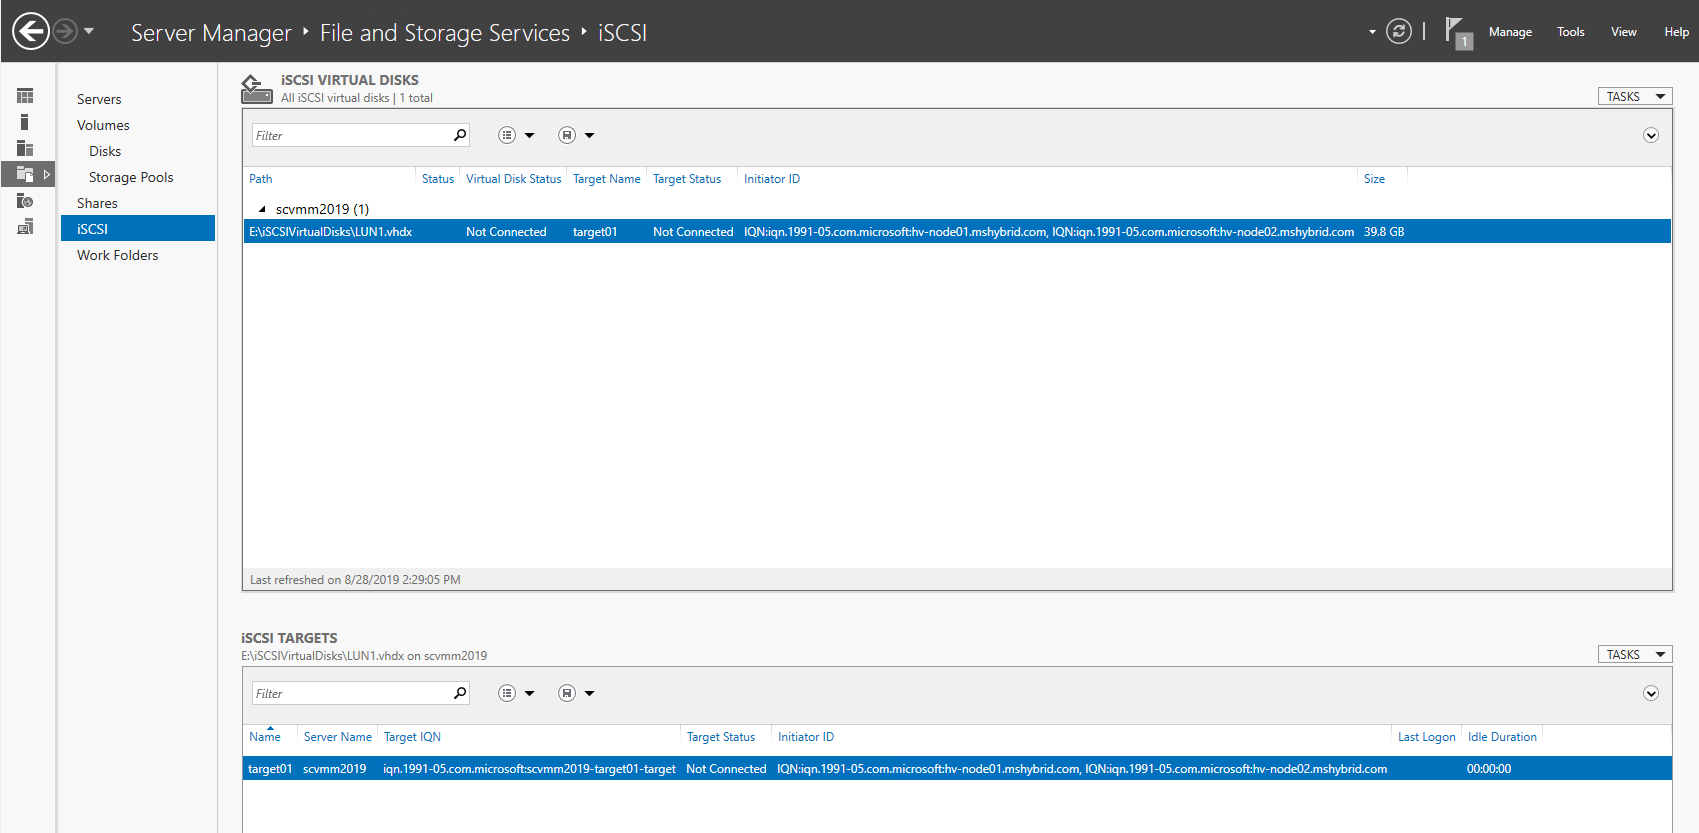 Server Manager ‣ File and Storage Services ‣ iSCSI
1 Manage Tools View Help
Servers
Volumes
Disks
Storage Pools
Shares
iSCSI
Work Folders
iSCSI VIRTUAL DISKS
All iSCSI virtual disks | 1 total
TASKS
Filter
Path Status Virtual Disk Status Target Name Target Status Initiator ID Size
scvmm2019 (1)
E:\iSCSIVirtualDisks\LUN1.vhdx Not Connected target01 Not Connected IQN:iqn.1991-05.com.microsoft:hv-node01.mshybrid.com, IQN:iqn.1991-05.com.microsoft:hv-node02.mshybrid.com 39.8 GB
Last refreshed on 8/28/2019 2:29:05 PM
iSCSI TARGETS
E:\iSCSIVirtualDisks\LUN1.vhdx on scvmm2019
TASKS
Filter
Name Server Name Target IQN Target Status Initiator ID Last Logon Idle Duration
target01 scvmm2019 iqn.1991-05.com.microsoft:scvmm2019-target01-target Not Connected IQN:iqn.1991-05.com.microsoft:hv-node01.mshybrid.com, IQN:iqn.1991-05.com.microsoft:hv-node02.mshybrid.com 00:00:00